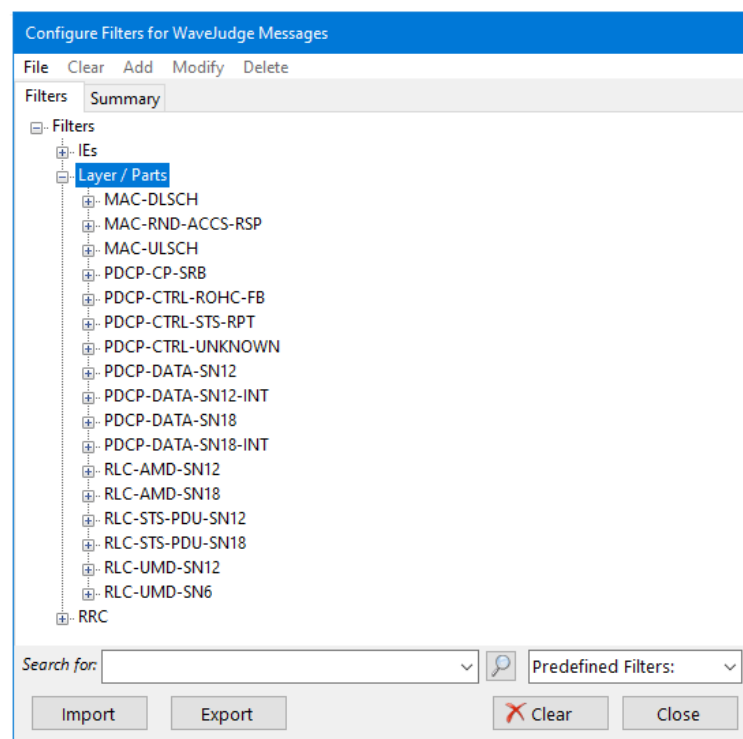 Configure Filters for WaveJudge Messages
File Clear Add Modify Delete
Filters Summary
Filters
IEs
Layer / Parts
MAC-DLSCH
MAC-RND-ACCS-RSP
MAC-ULSCH
PDCP-CP-SRB
PDCP-CTRL-ROHC-FB
PDCP-CTRL-STS-RPT
PDCP-CTRL-UNKNOWN
PDCP-DATA-SN12
PDCP-DATA-SN12-INT
PDCP-DATA-SN18
PDCP-DATA-SN18-INT
RLC-AMD-SN12
RLC-AMD-SN18
RLC-STS-PDU-SN12
RLC-STS-PDU-SN18
RLC-UMD-SN12
RLC-UMD-SN6
RRC
Search for: Predefined Filters:
Import Export Clear Close